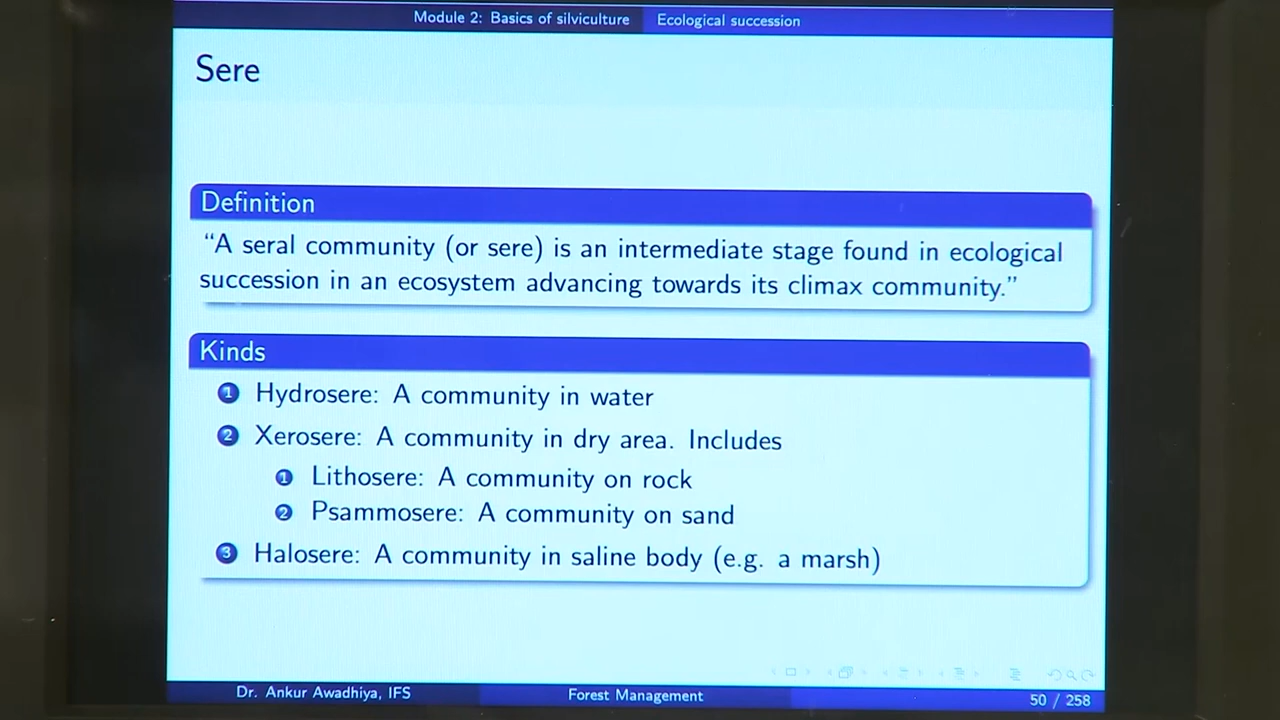 Module 2: Basics of silviculture Ecological succession
Sere
Definition
“A seral community (or sere) is an intermediate stage found in ecological
succession in an ecosystem advancing towards its climax community.”
Kinds
1 Hydrosere: A community in water
2 Xerosere: A community in dry area. Includes
1 Lithosere: A community on rock
2 Psammosere: A community on sand
3 Halosere: A community in saline body (e.g. a marsh)
Dr. Ankur Awadhiya, IFS Forest Management 50 / 258